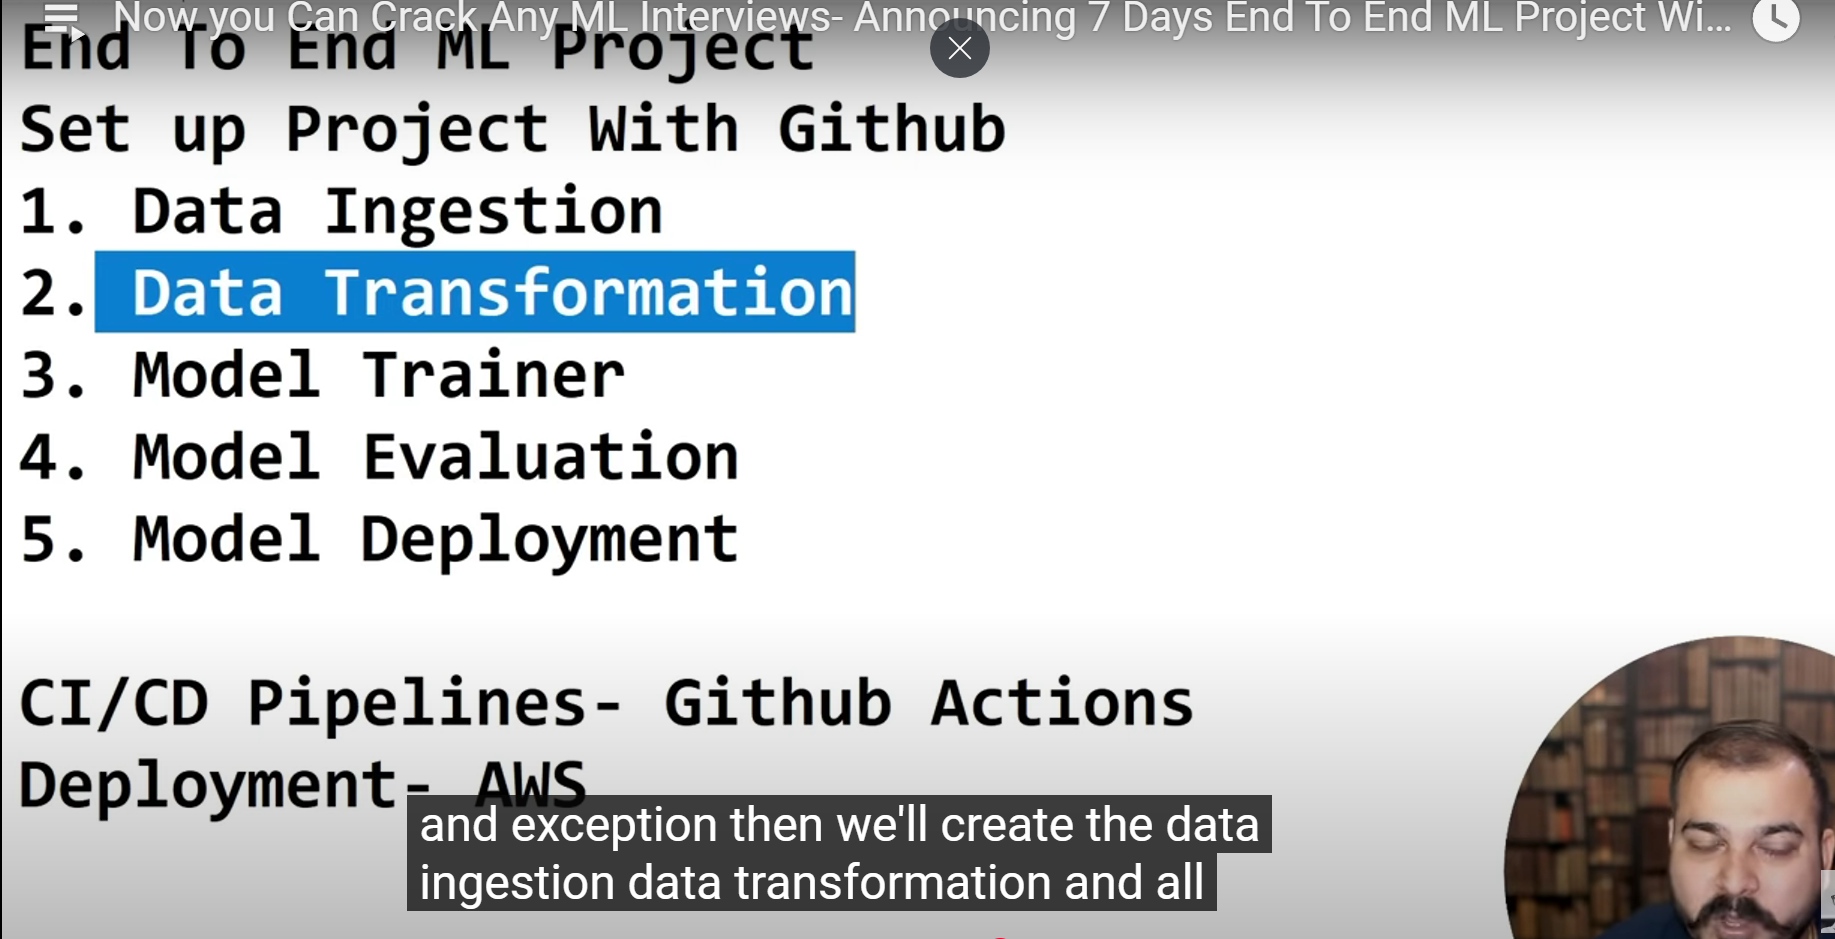 Now you Can Crack Any ML Interviews- Announcing 7 Days End To End ML Project Wi...
End To End ML Project
Set up Project With Github
1. Data Ingestion
2. Data Transformation
3. Model Trainer
4. Model Evaluation
5. Model Deployment
CI/CD Pipelines- Github Actions
Deployment- AWS
and exception then we'll create the data
ingestion data transformation and all